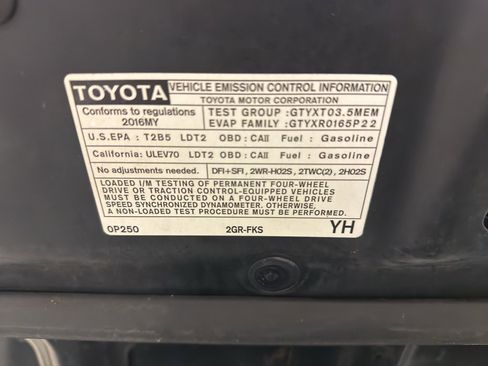 TOYOTA VEHICLE EMISSION CONTROL INFORMATION
TOYOTA MOTOR CORPORATION
Conforms to regulations
2016MY
TEST GROUP : GTYXT03.5MEM
EVAP FAMILY : GTYXR0165P22
U.S.EPA : T2B5 LDT2 OBD : CAII Fuel : Gasoline
California: ULEV70 LDT2 OBD : CAII Fuel : Gasoline
No adjustments needed. DFI+SFI , 2WR-HO2S , 2TWC(2) , 2HO2S
LOADED I/M TESTING OF PERMANENT FOUR-WHEEL
DRIVE OR TRACTION CONTROL-EQUIPPED VEHICLES
MUST BE CONDUCTED ON A FOUR-WHEEL DRIVE
SPEED SYNCHRONIZED DYNAMOMETER. OTHERWISE,
A NON-LOADED TEST PROCEDURE MUST BE PERFORMED.
0P250 2GR-FKS YH